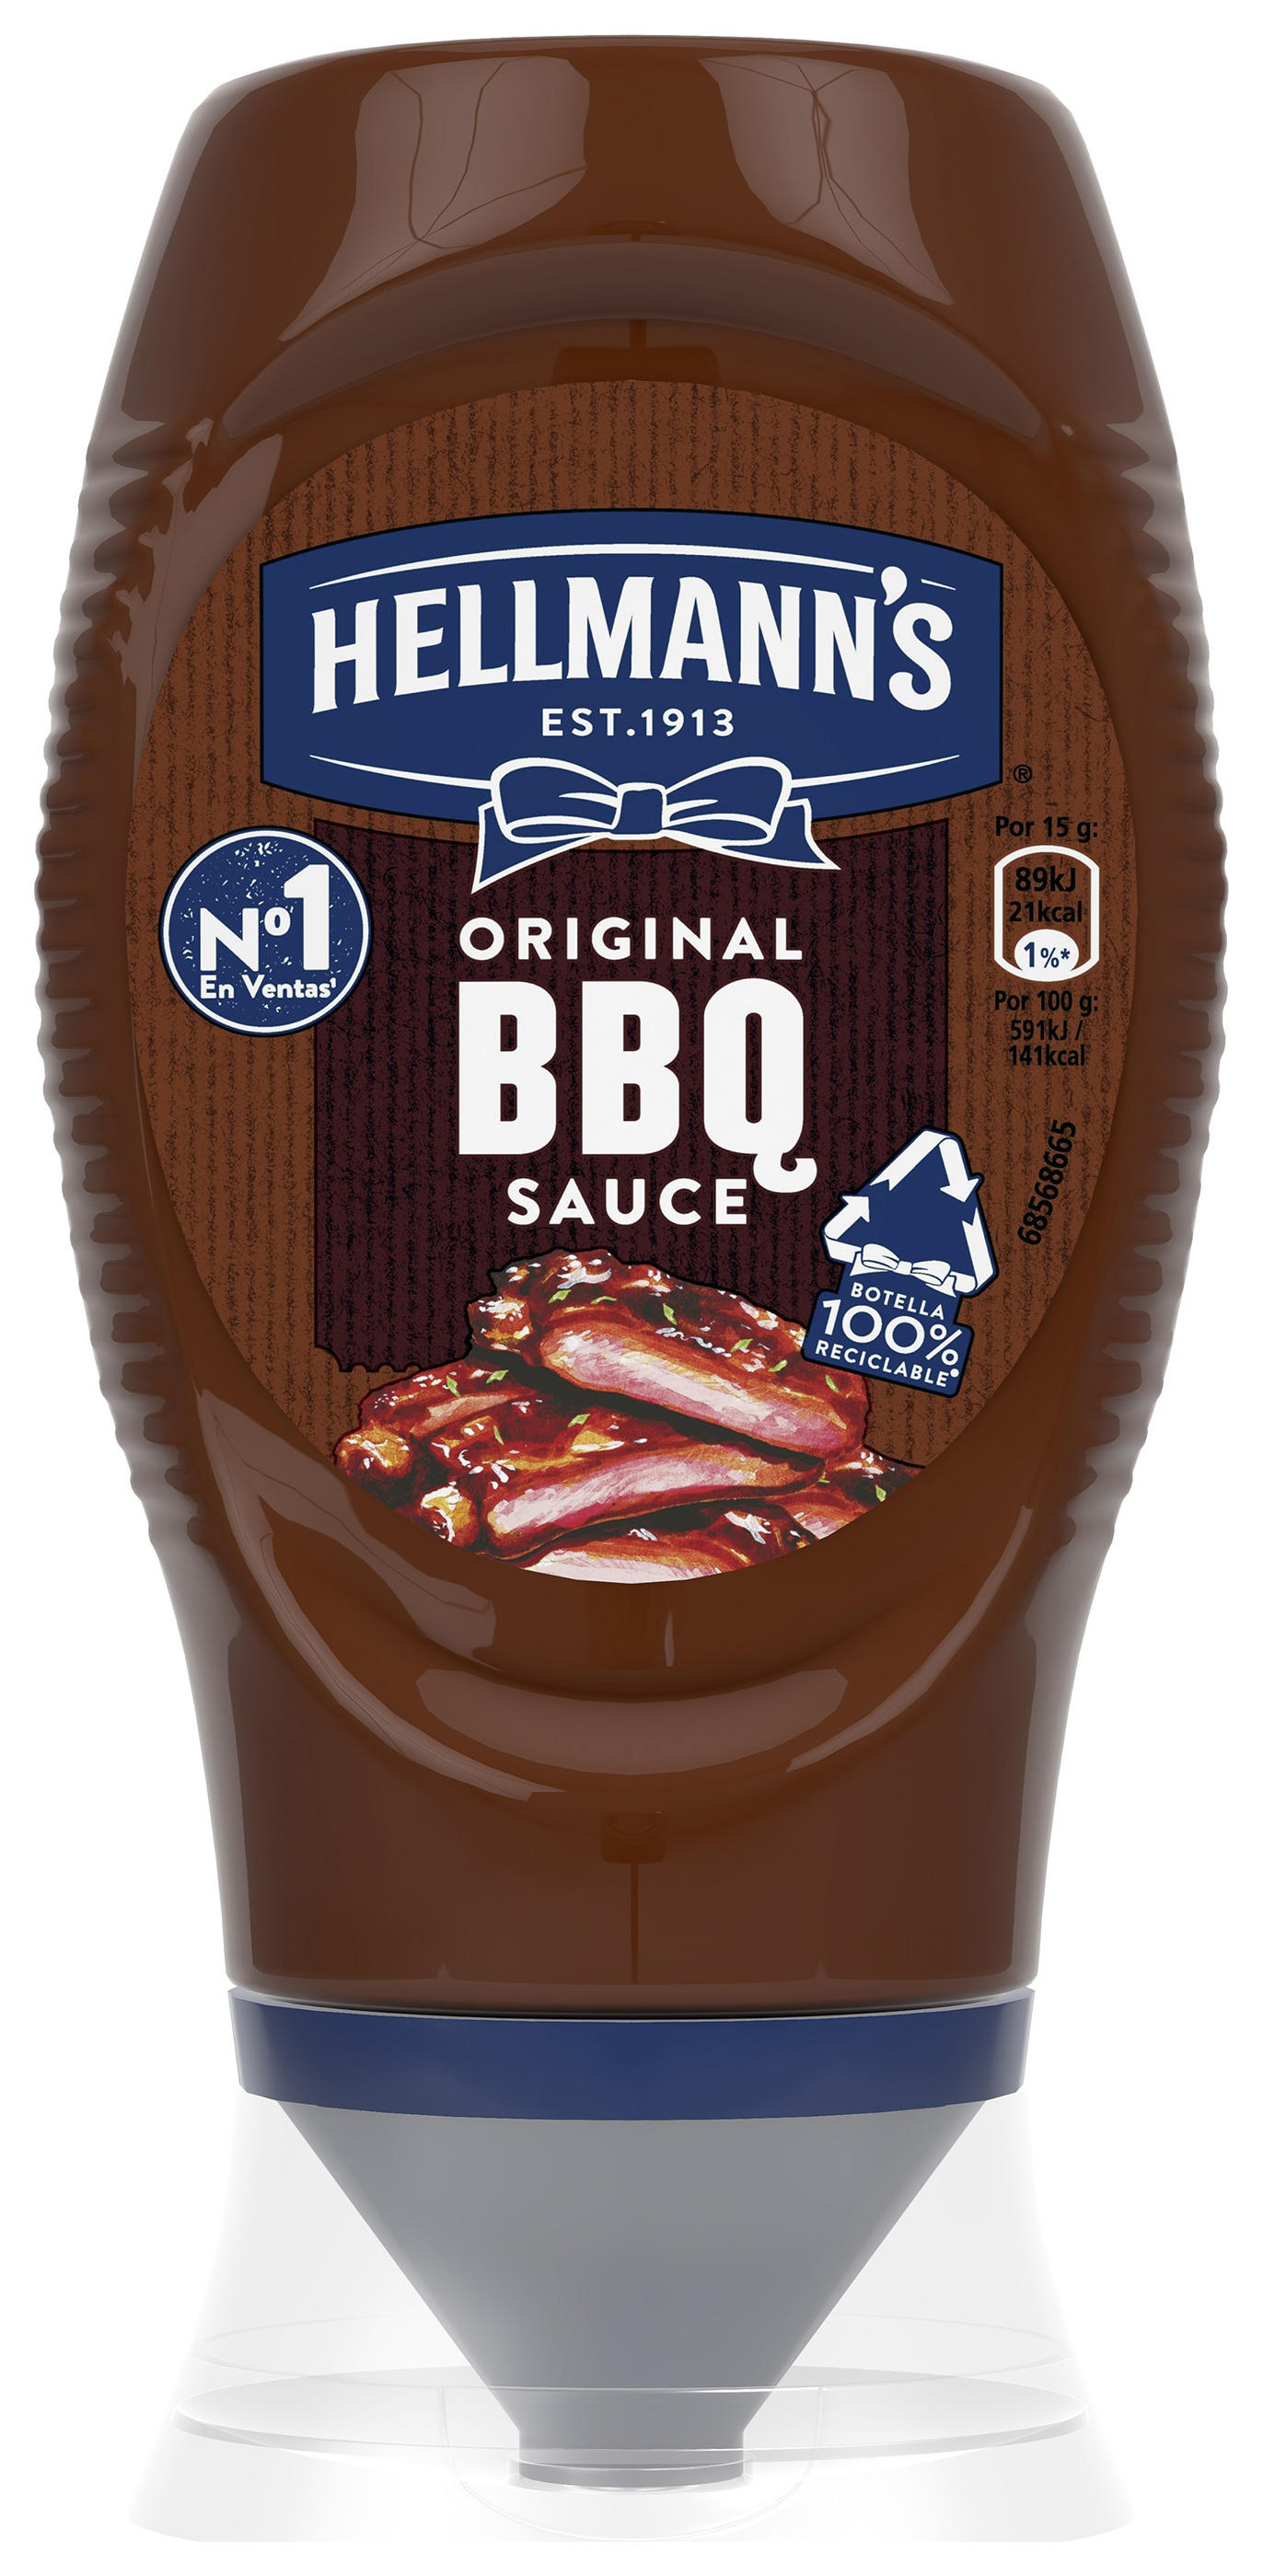 HELLMANN'S
EST.1913
®
Nº1
En Ventas¹
ORIGINAL
BBQ
SAUCE
Por 15 g:
89kJ
21kcal
1%*
Por 100 g:
591kJ /
141kcal
68568665
BOTELLA
100%
RECICLABLE•